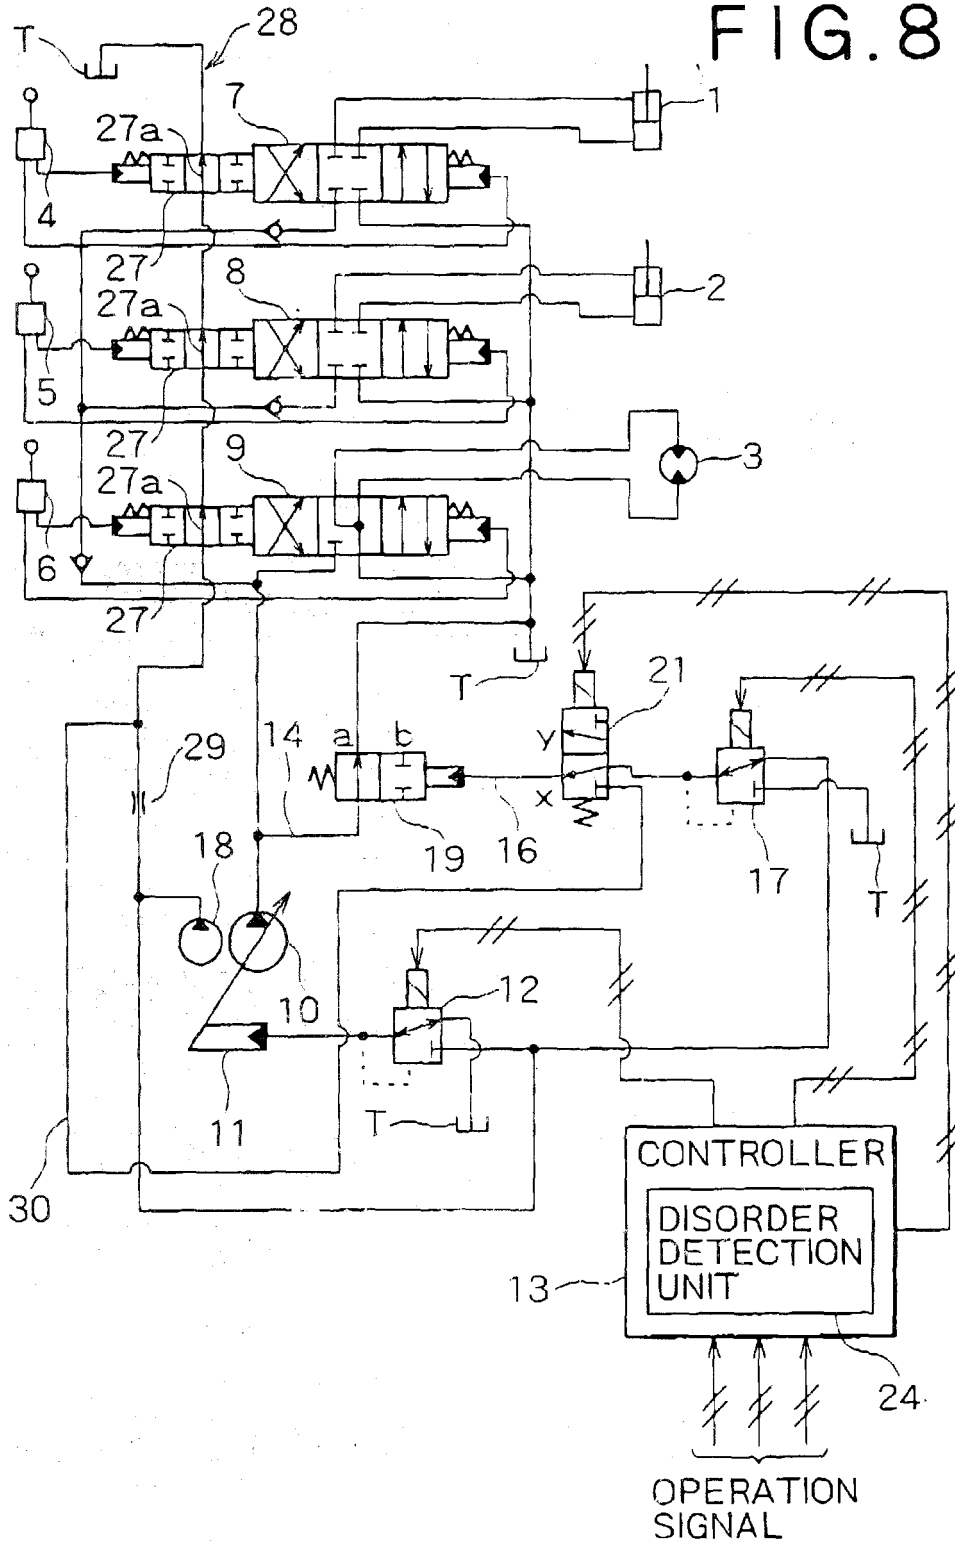 FIG.8
T
28
7
1
27a
4
27
8
2
27a
5
27
9
3
27a
6
27
T
21
14
a
b
y
29
x
18
19
16
17
T
10
12
11
T
30
CONTROLLER
DISORDER
DETECTION
UNIT
13
24
OPERATION
SIGNAL